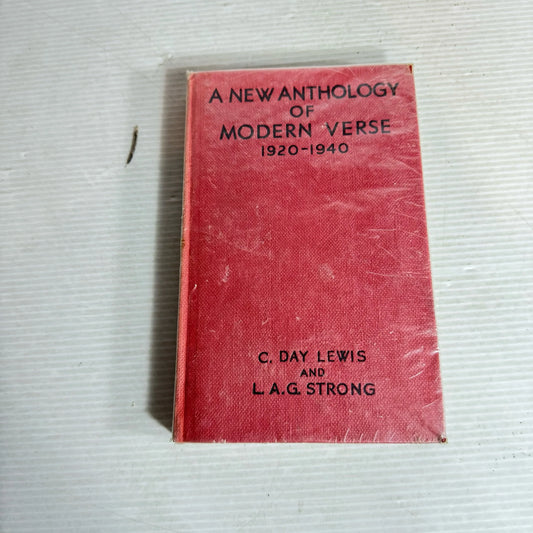 A NEW ANTHOLOGY
OF
MODERN VERSE
1920-1940
C. DAY LEWIS
AND
L.A.G. STRONG